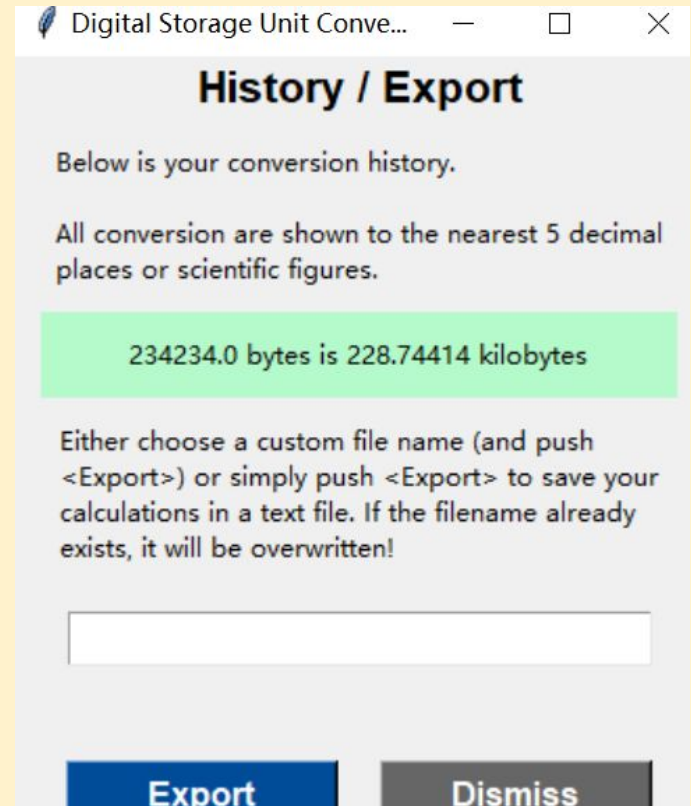 Digital Storage Unit Conve...
History / Export
Below is your conversion history.
All conversion are shown to the nearest 5 decimal
places or scientific figures.
234234.0 bytes is 228.74414 kilobytes
Either choose a custom file name (and push
<Export>) or simply push <Export> to save your
calculations in a text file. If the filename already
exists, it will be overwritten!
Export Dismiss